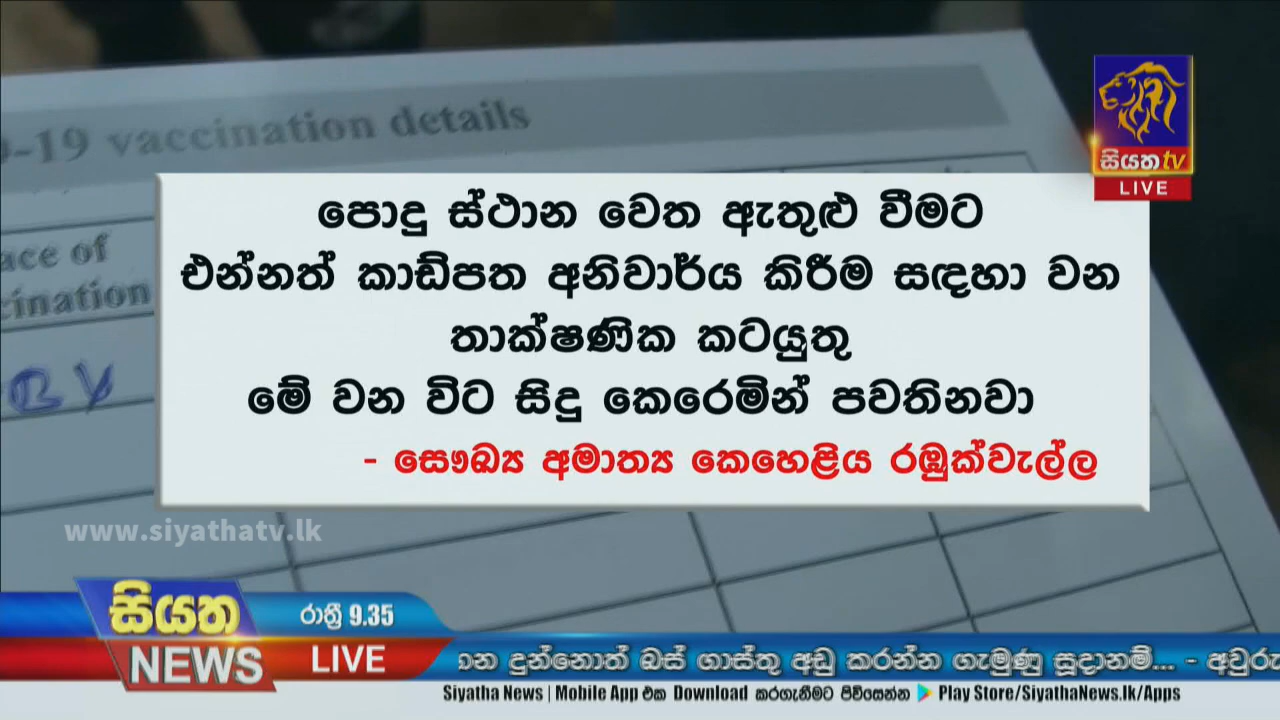 -19 vaccination details
ace of
cination
සියත tv
LIVE
පොදු ස්ථාන වෙත ඇතුළු වීමට
එන්නත් කාඩ්පත අනිවාර්ය කිරීම සඳහා වන
තාක්ෂණික කටයුතු
මේ වන විට සිදු කෙරෙමින් පවතිනවා
- සෞඛ්‍ය අමාත්‍ය කෙහෙළිය රඹුක්වැල්ල
www.siyathatv.lk
සියත
NEWS
රාත්‍රී 9.35
LIVE
දුන්නොත් බස් ගාස්තු අඩු කරන්න ගැමුණු සූදානම්... - අවුරු
Siyatha News | Mobile App එක Download කරගැනීමට පිවිසෙන්න Play Store/SiyathaNews.lk/Apps